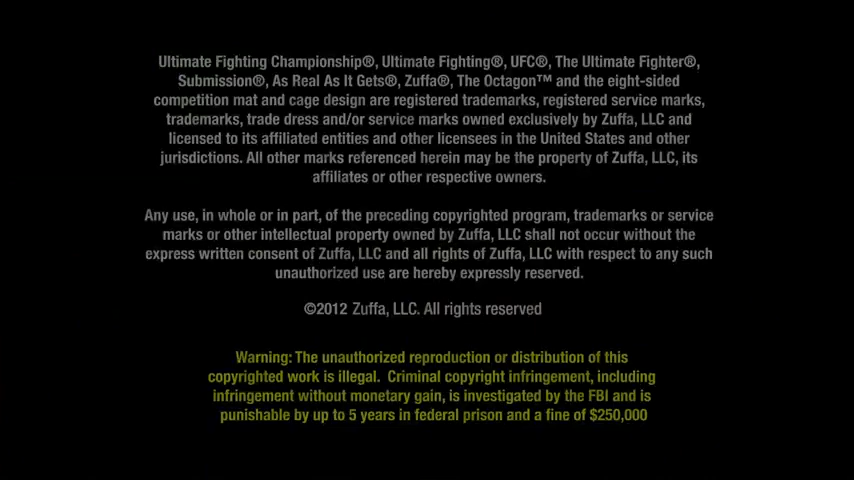 Ultimate Fighting Championship®, Ultimate Fighting®, UFC®, The Ultimate Fighter®,
Submission®, As Real As It Gets®, Zuffa®, The Octagon™ and the eight-sided
competition mat and cage design are registered trademarks, registered service marks,
trademarks, trade dress and/or service marks owned exclusively by Zuffa, LLC and
licensed to its affiliated entities and other licensees in the United States and other
jurisdictions. All other marks referenced herein may be the property of Zuffa, LLC, its
affiliates or other respective owners.
Any use, in whole or in part, of the preceding copyrighted program, trademarks or service
marks or other intellectual property owned by Zuffa, LLC shall not occur without the
express written consent of Zuffa, LLC and all rights of Zuffa, LLC with respect to any such
unauthorized use are hereby expressly reserved.
©2012 Zuffa, LLC. All rights reserved
Warning: The unauthorized reproduction or distribution of this
copyrighted work is illegal. Criminal copyright infringement, including
infringement without monetary gain, is investigated by the FBI and is
punishable by up to 5 years in federal prison and a fine of $250,000